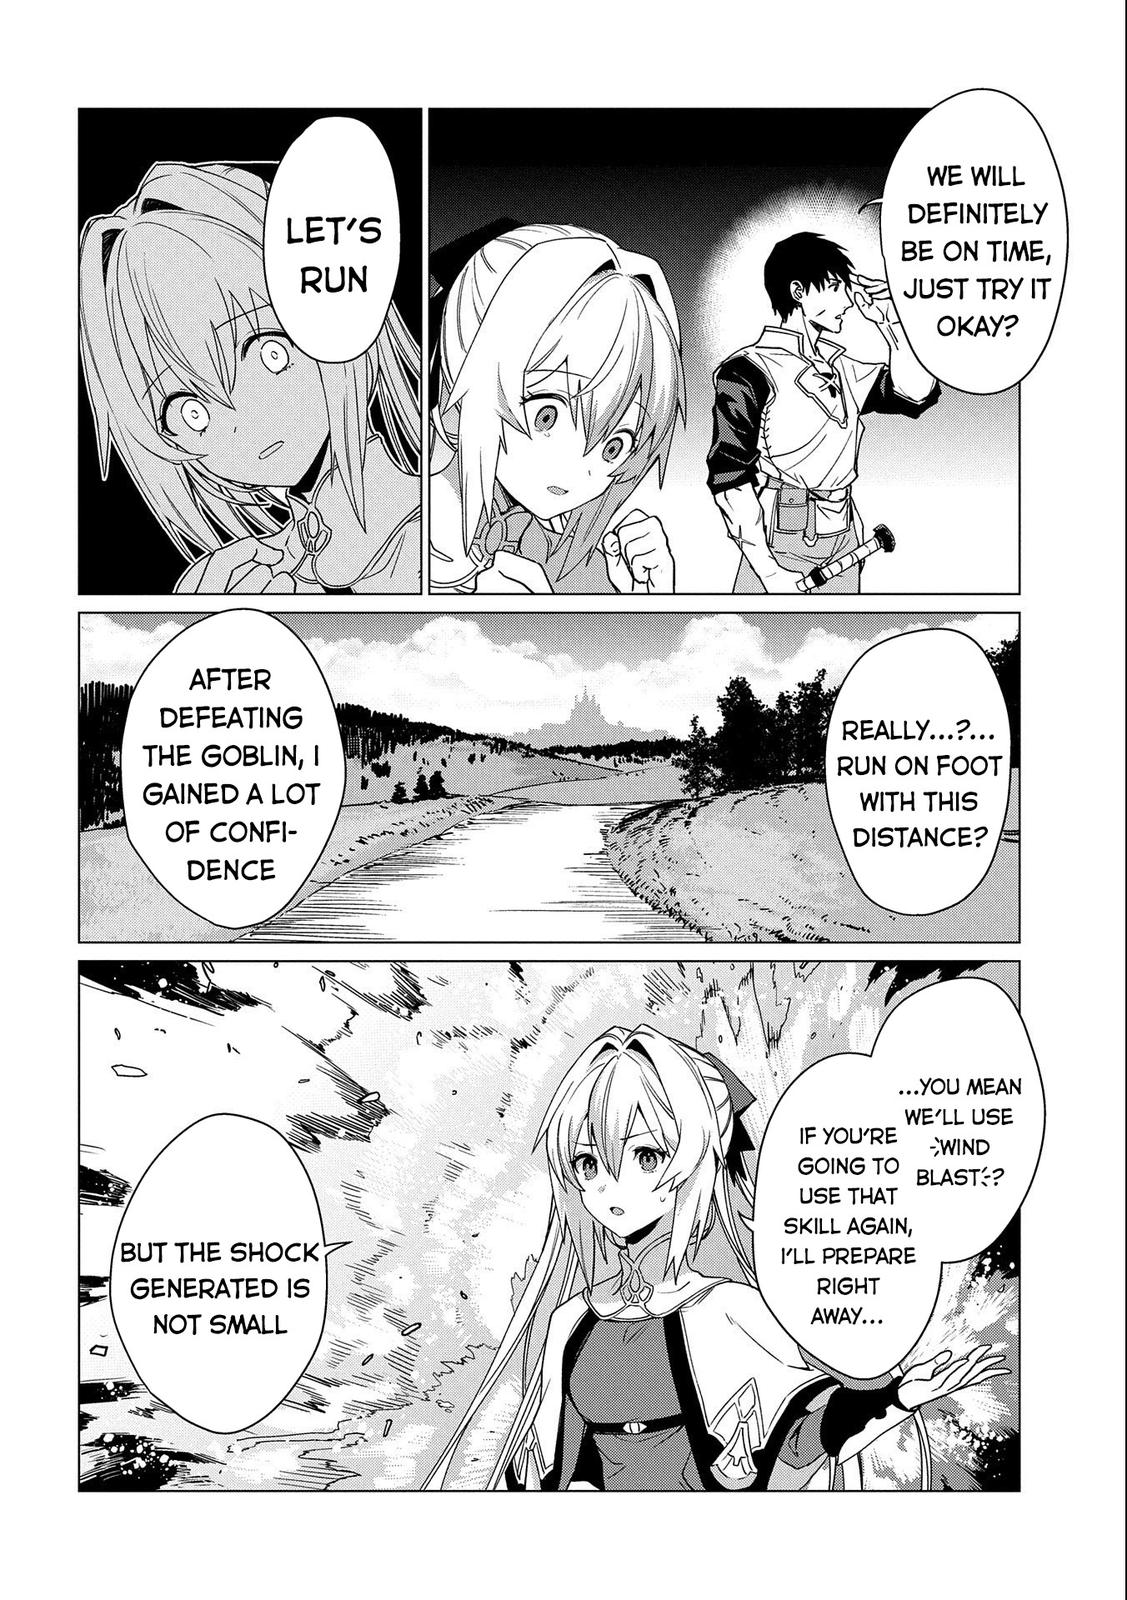 WE WILL
DEFINITELY
BE ON TIME,
JUST TRY IT
OKAY?
LET'S
RUN
REALLY...?...
RUN ON FOOT
WITH THIS
DISTANCE?
AFTER
DEFEATING
THE GOBLIN, I
GAINED A LOT
OF CONFI-
DENCE
...YOU MEAN
WE'LL USE
WIND
BLAST?
IF YOU'RE
GOING TO
USE THAT
SKILL AGAIN,
I'LL PREPARE
RIGHT
AWAY...
BUT THE SHOCK
GENERATED IS
NOT SMALL